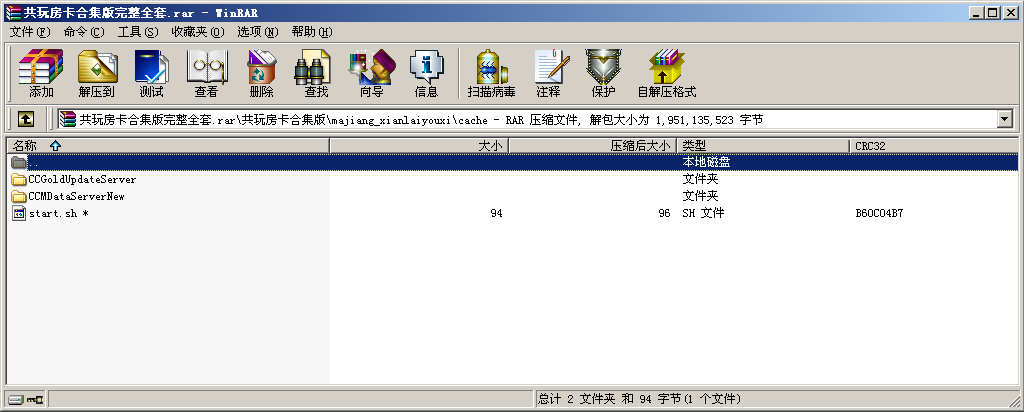 共玩房卡合集版完整全套.rar - WinRAR
文件(F) 命令(C) 工具(S) 收藏夹(O) 选项(N) 帮助(H)
添加 解压到 测试 查看 删除 查找 向导 信息 扫描病毒 注释 保护 自解压格式
共玩房卡合集版完整全套.rar\共玩房卡合集版\majiang_xianlaiyouxi\cache - RAR 压缩文件, 解包大小为 1,951,135,523 字节
名称 大小 压缩后大小 类型 CRC32
.. 本地磁盘
CCGoldUpdateServer 文件夹
CCMDataServerNew 文件夹
start.sh * 94 96 SH 文件 B60C04B7
总计 2 文件夹 和 94 字节(1 个文件)